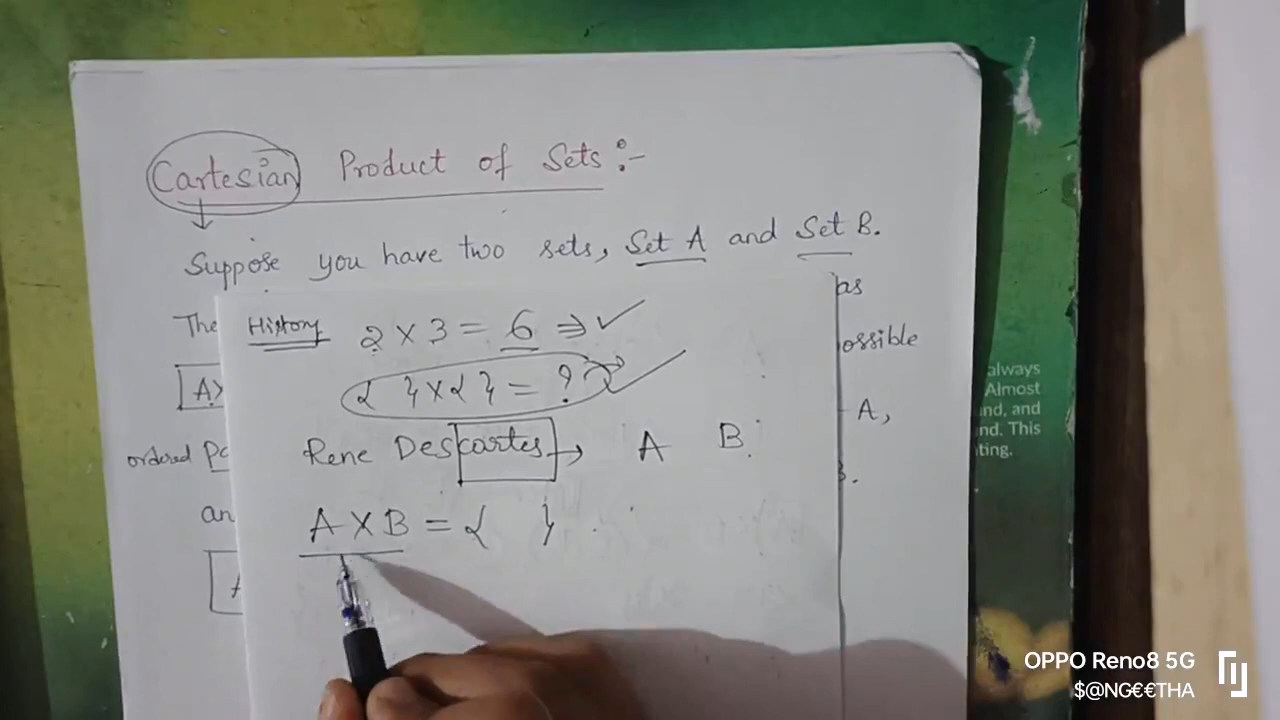 Cartesian Product of Sets :-
Suppose you have two sets, Set A and Set B.
The
as
ossible
A,
ordered
an
History 2 × 3 = 6 ⇒ ✓
{ } × { } = ?
Rene Descartes → A B
A × B = { }
always
Almost
nd, and
nd. This
ting.
OPPO Reno8 5G
$@NG€€THA